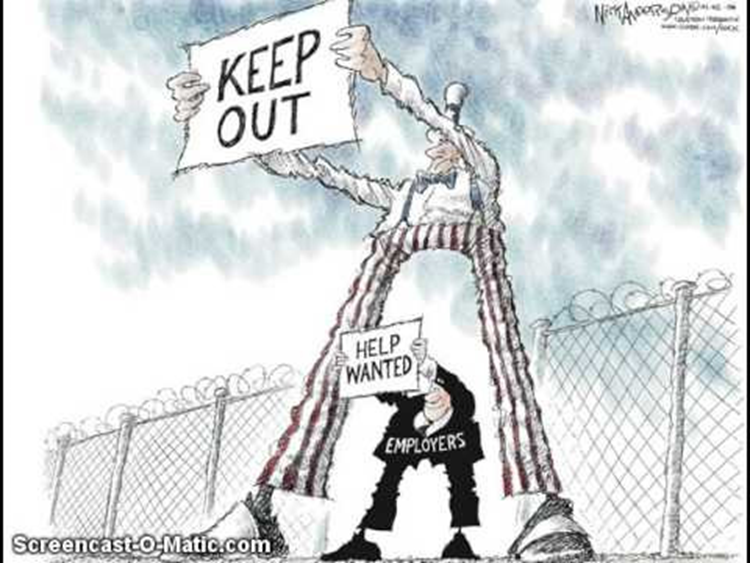 KEEP
OUT
HELP
WANTED
EMPLOYERS
Screencast-O-Matic.com